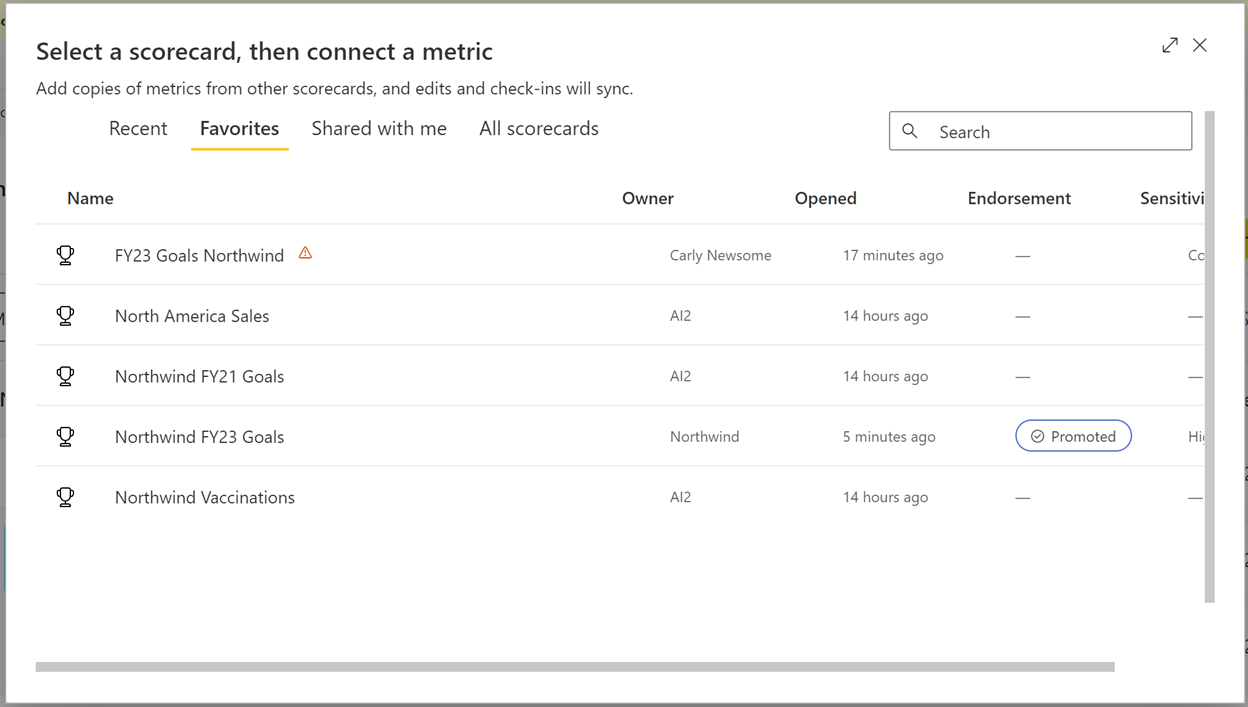 Select a scorecard, then connect a metric
Add copies of metrics from other scorecards, and edits and check-ins will sync.
Recent Favorites Shared with me All scorecards Search
Name Owner Opened Endorsement Sensitivi
FY23 Goals Northwind Carly Newsome 17 minutes ago — Co
North America Sales AI2 14 hours ago — —
Northwind FY21 Goals AI2 14 hours ago — —
Northwind FY23 Goals Northwind 5 minutes ago Promoted Hi
Northwind Vaccinations AI2 14 hours ago — —